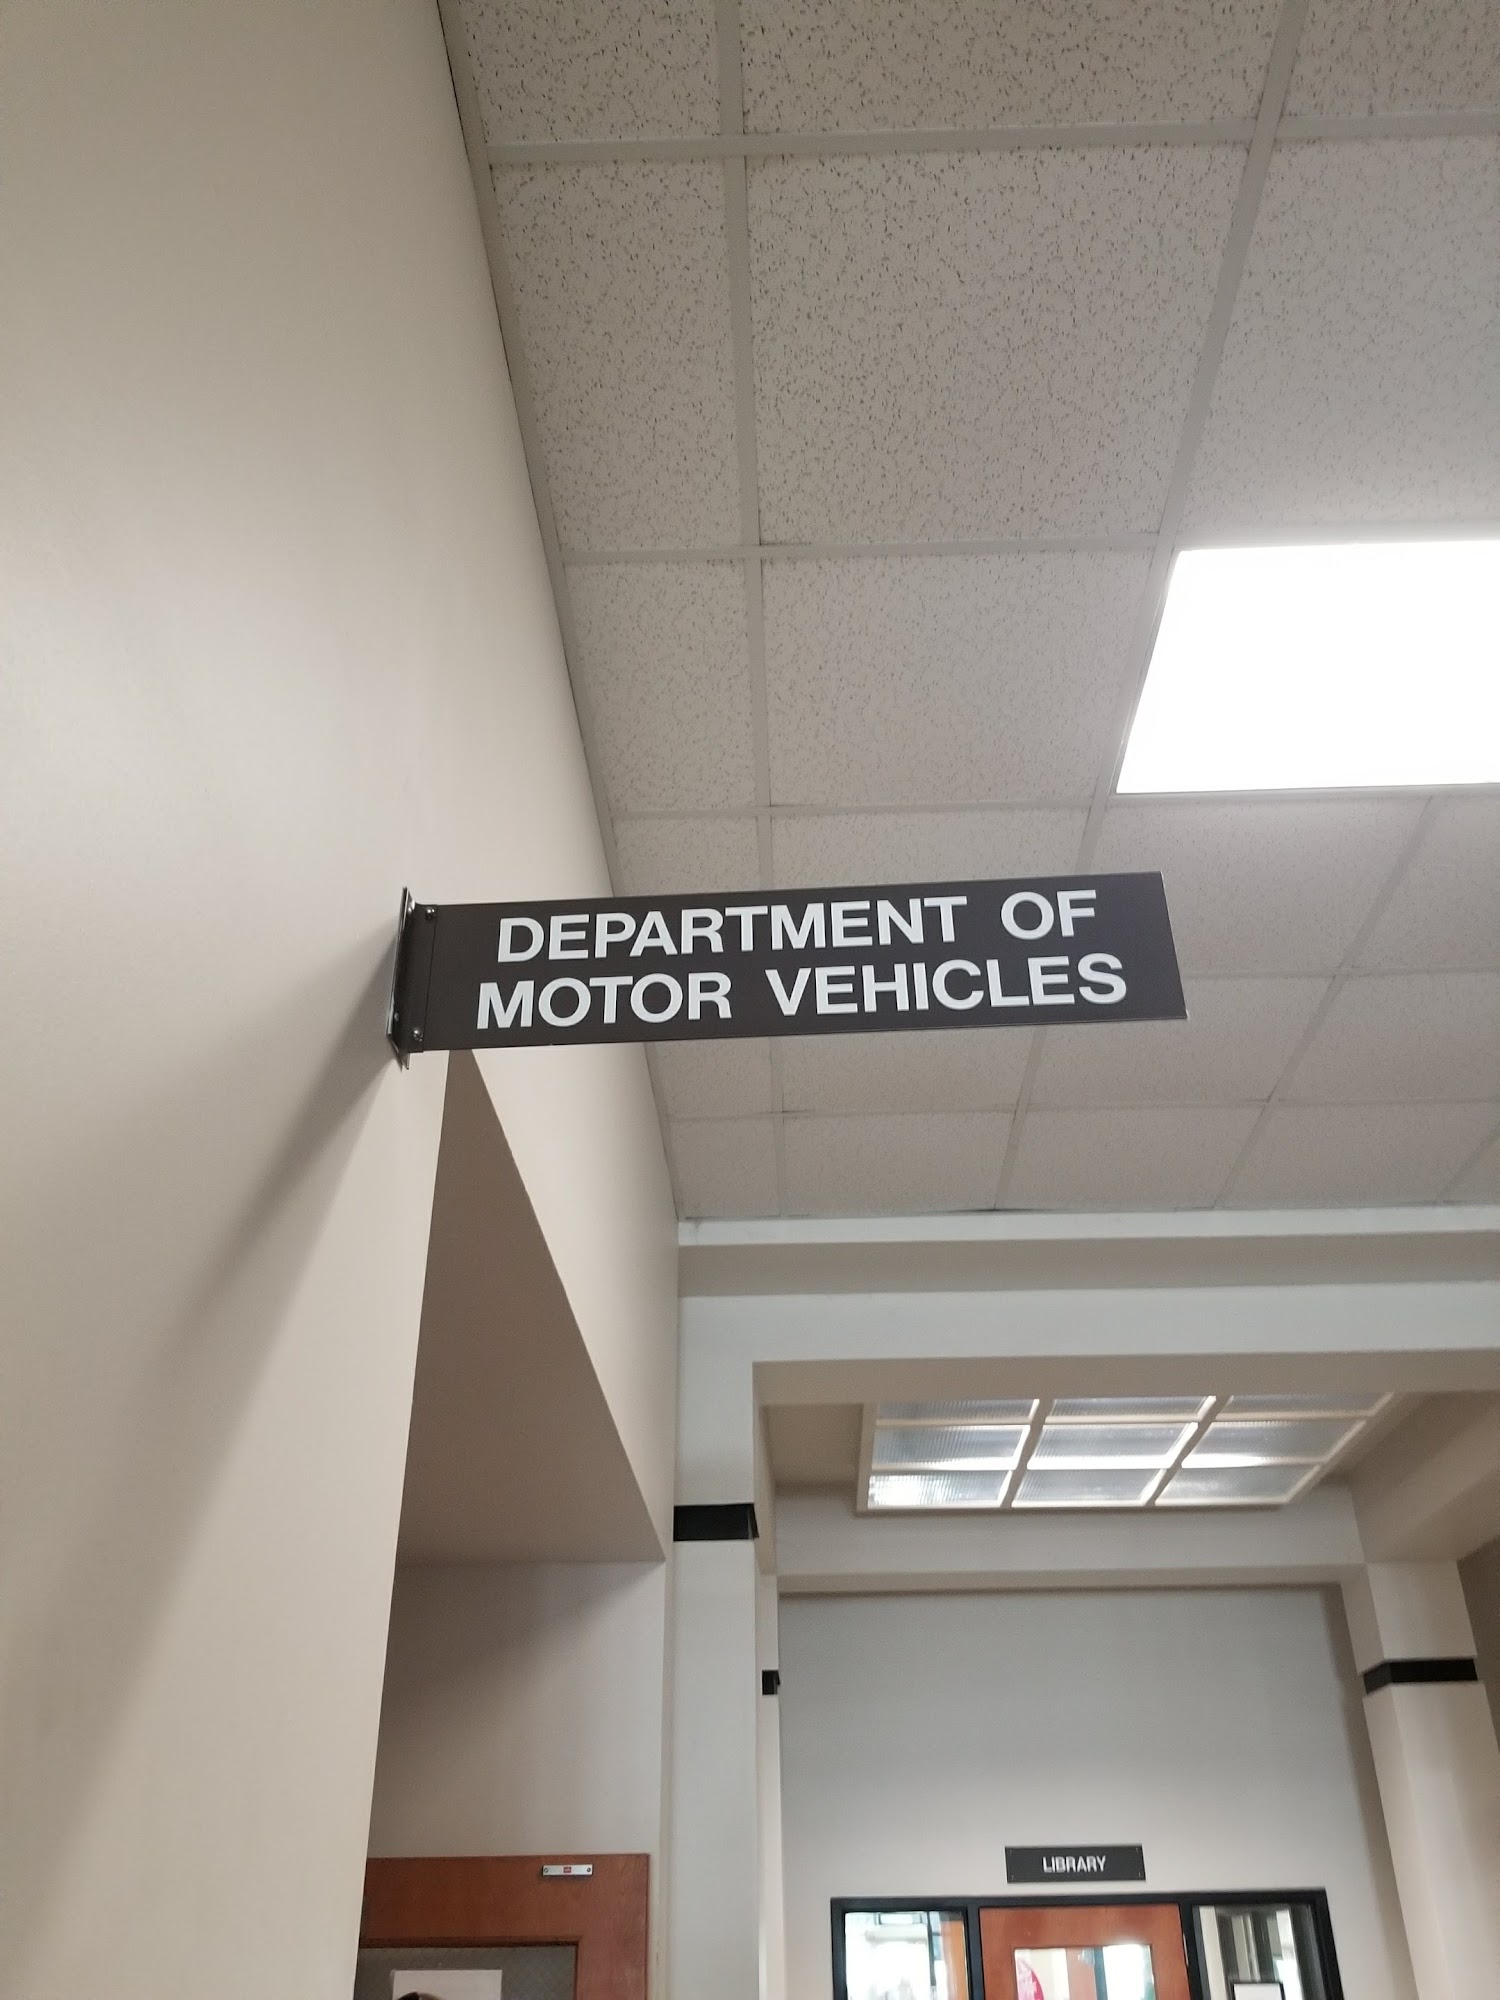 DEPARTMENT OF
MOTOR VEHICLES
LIBRARY